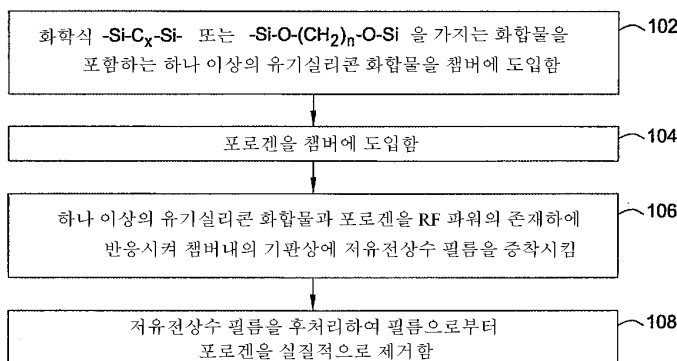 화학식 -Si-Cx-Si- 또는 -Si-O-(CH2)n-O-Si 을 가지는 화합물을
포함하는 하나 이상의 유기실리콘 화합물을 챔버에 도입함
102
포로겐을 챔버에 도입함
104
하나 이상의 유기실리콘 화합물과 포로겐을 RF 파워의 존재하에
반응시켜 챔버내의 기판상에 저유전상수 필름을 증착시킴
106
저유전상수 필름을 후처리하여 필름으로부터
포로겐을 실질적으로 제거함
108